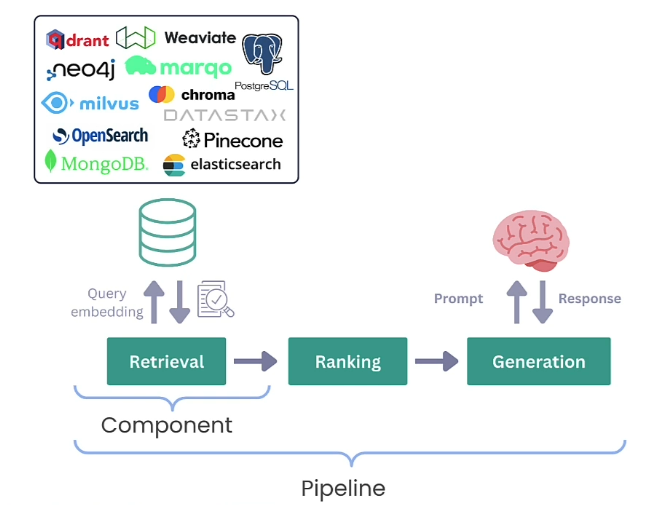 qdrant Weaviate
neo4j marqo PostgreSQL
milvus chroma
DATASTAX
OpenSearch Pinecone
MongoDB. elasticsearch
Query
embedding
Prompt Response
Retrieval Ranking Generation
Component
Pipeline